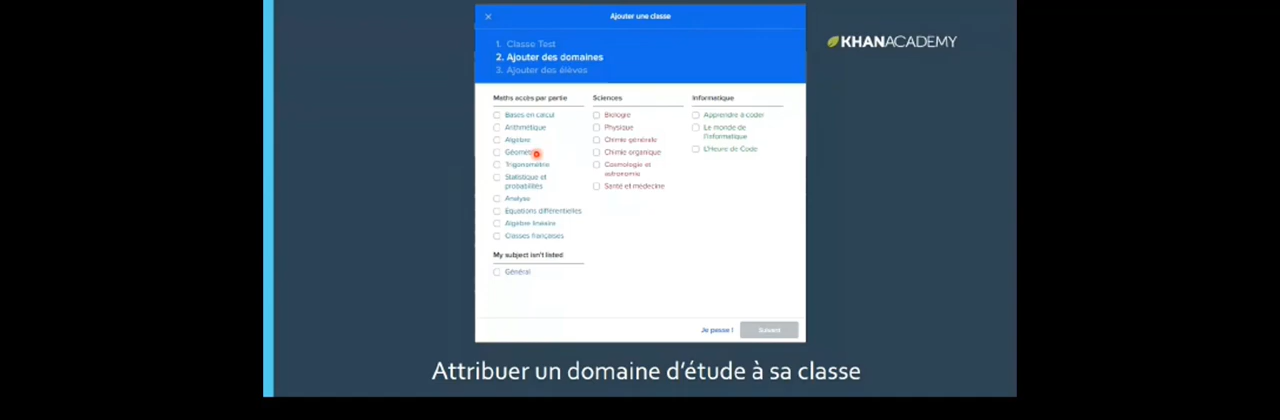 Ajouter une classe
KHANACADEMY
1. Classe Test
2. Ajouter des domaines
3. Ajouter des élèves
Maths accès par partie
Bases en calcul
Arithmétique
Algèbre
Géométrie
Trigonométrie
Statistique et
probabilités
Analyse
Equations différentielles
Algèbre linéaire
Classes françaises
My subject isn't listed
Général
Sciences
Biologie
Physique
Chimie générale
Chimie organique
Cosmologie et
astronomie
Santé et médecine
Informatique
Apprendre à coder
Le monde de
l'informatique
L'Heure de Code
Je passe !
Suivant
Attribuer un domaine d'étude à sa classe